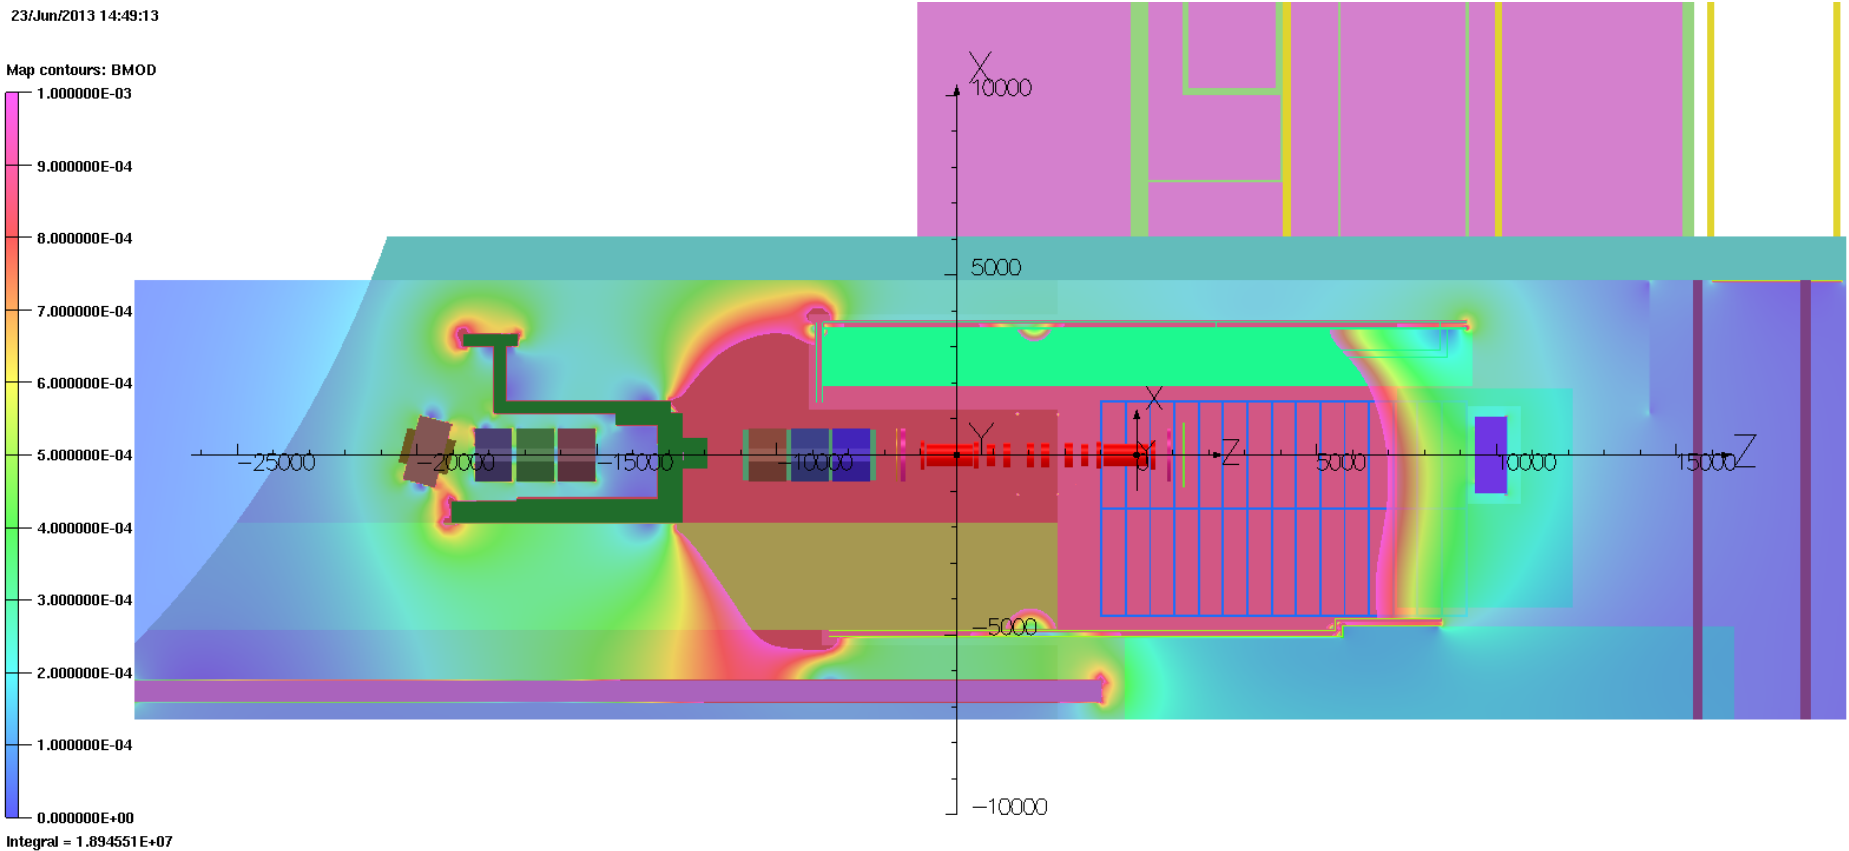 23/Jun/2013 14:49:13
Map contours: BMOD
1.000000E-03
9.000000E-04
8.000000E-04
7.000000E-04
6.000000E-04
5.000000E-04
4.000000E-04
3.000000E-04
2.000000E-04
1.000000E-04
0.000000E+00
Integral = 1.894551E+07
X
10000
5000
X
Y
Z
Z
-25000
-20000
-15000
-10000
5000
10000
15000
-5000
-10000